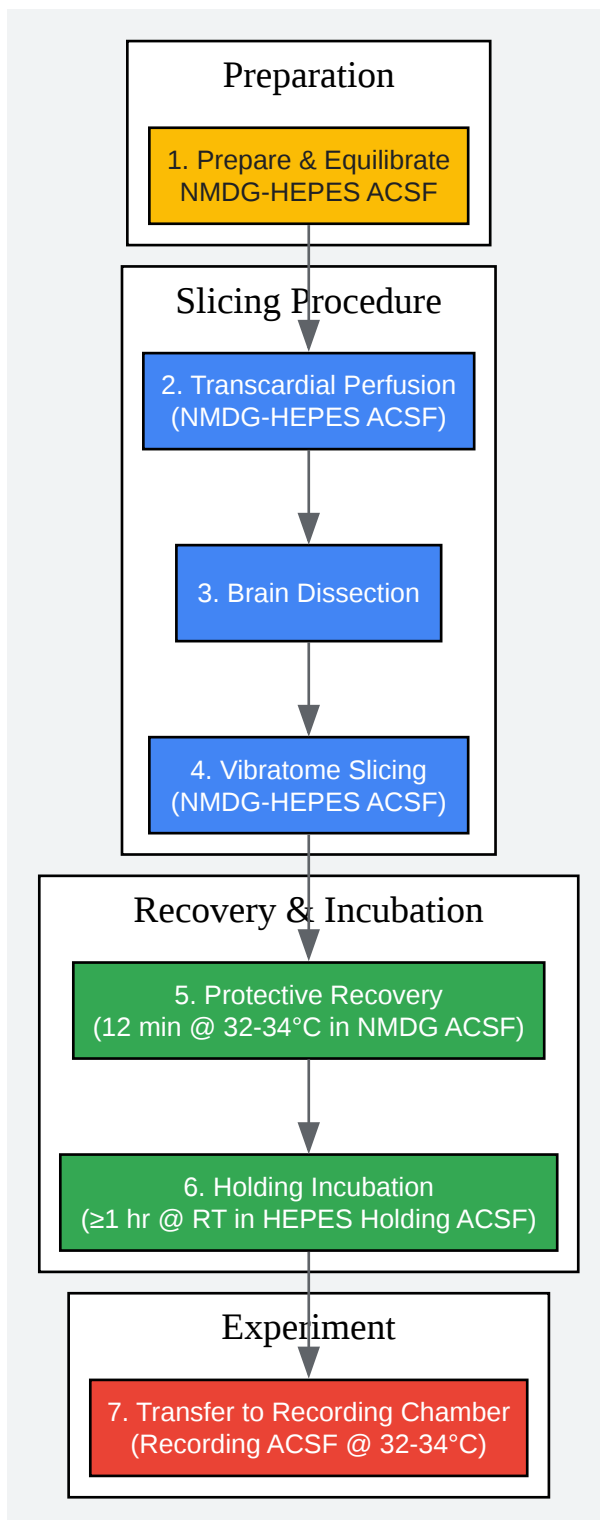 Preparation
1. Prepare & Equilibrate
NMDG-HEPES ACSF
Slicing Procedure
2. Transcardial Perfusion
(NMDG-HEPES ACSF)
3. Brain Dissection
4. Vibratome Slicing
(NMDG-HEPES ACSF)
Recovery & Incubation
5. Protective Recovery
(12 min @ 32-34°C in NMDG ACSF)
6. Holding Incubation
(≥1 hr @ RT in HEPES Holding ACSF)
Experiment
7. Transfer to Recording Chamber
(Recording ACSF @ 32-34°C)